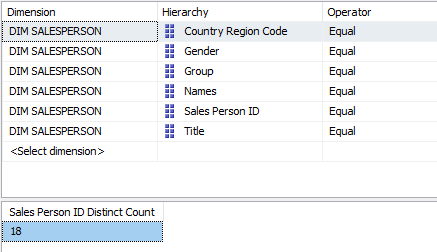 Dimension Hierarchy Operator
DIM SALESPERSON Country Region Code Equal
DIM SALESPERSON Gender Equal
DIM SALESPERSON Group Equal
DIM SALESPERSON Names Equal
DIM SALESPERSON Sales Person ID Equal
DIM SALESPERSON Title Equal
<Select dimension>
Sales Person ID Distinct Count
18